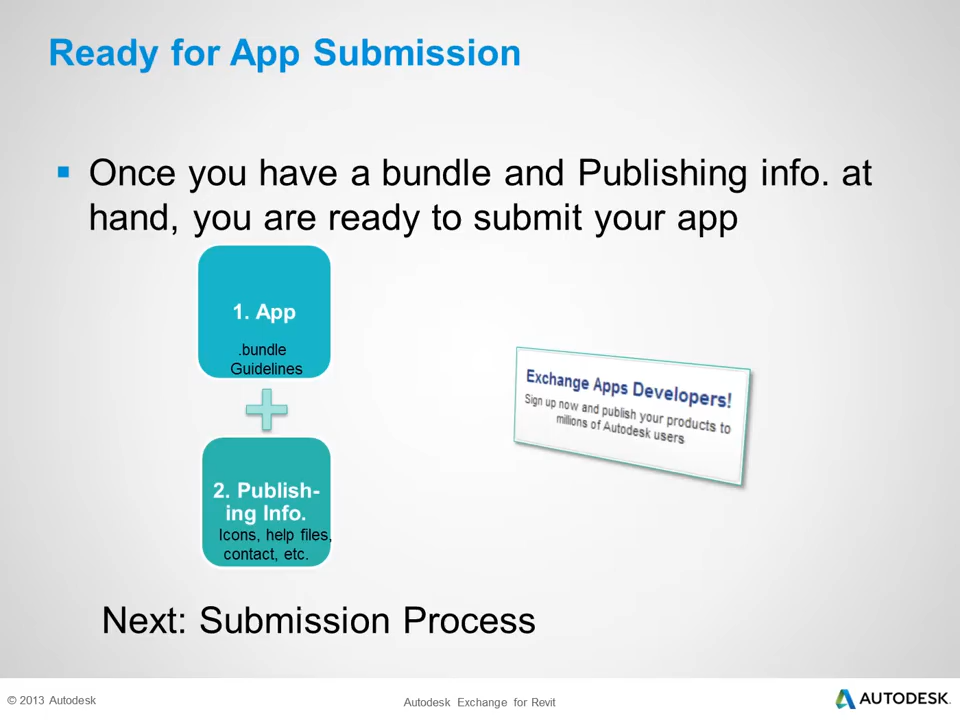 Ready for App Submission
Once you have a bundle and Publishing info. at
hand, you are ready to submit your app
1. App
.bundle
Guidelines
2. Publish-
ing Info.
Icons, help files,
contact, etc.
Exchange Apps Developers!
Sign up now and publish your products to
millions of Autodesk users
Next: Submission Process
© 2013 Autodesk
Autodesk Exchange for Revit
AUTODESK.